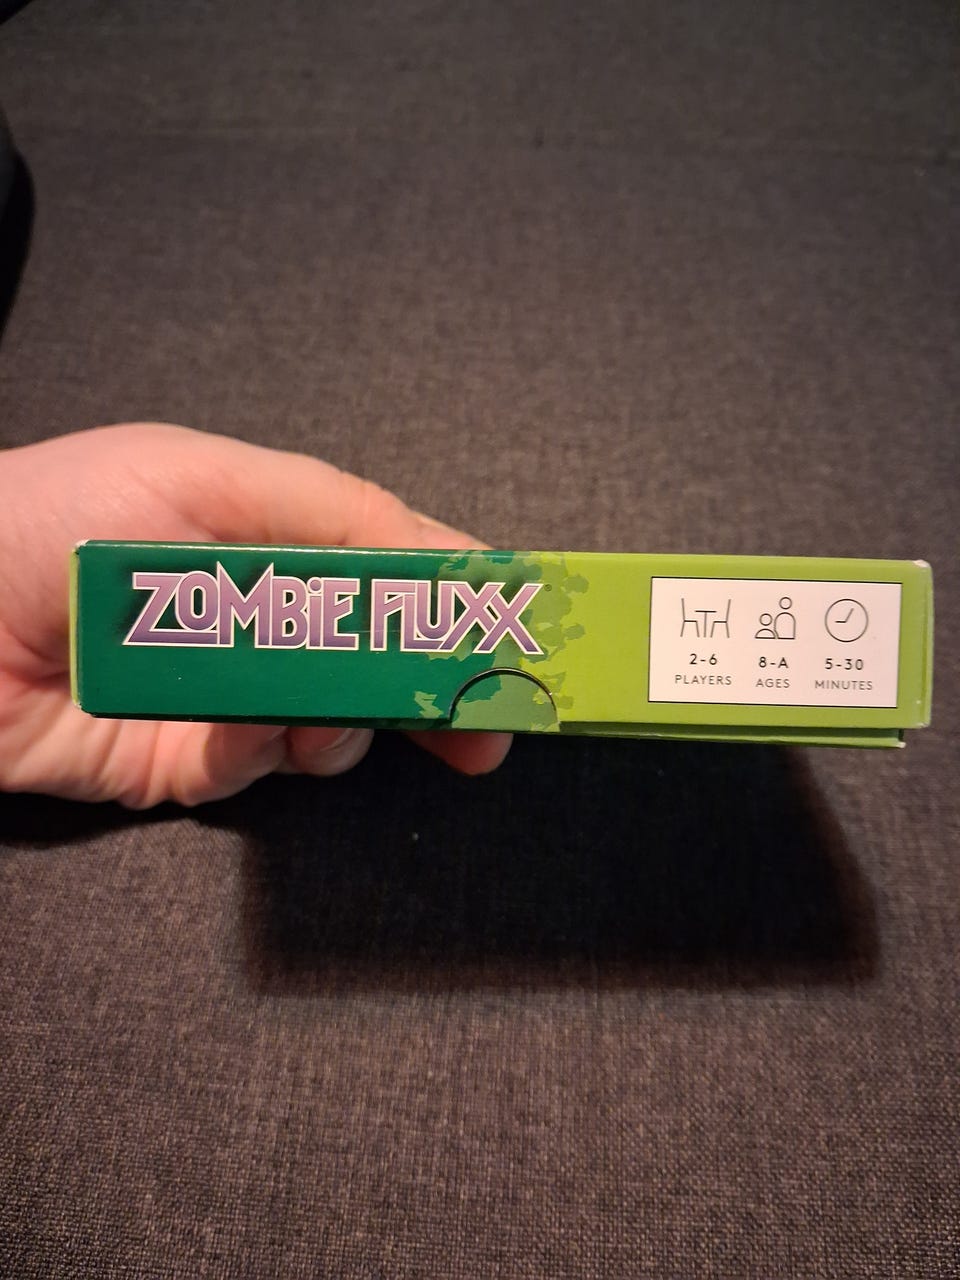 ZOMBiE FLUXX
2-6 8-A 5-30
PLAYERS AGES MINUTES